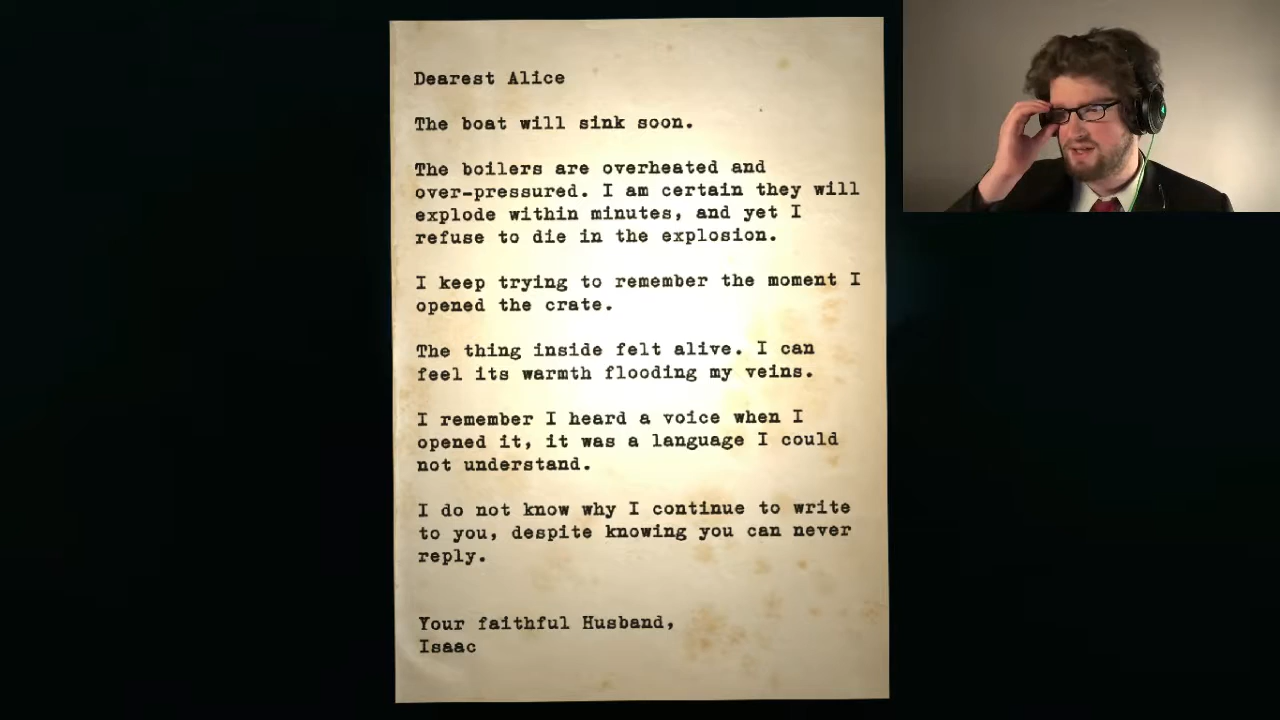 Dearest Alice
The boat will sink soon.
The boilers are overheated and
over-pressured. I am certain they will
explode within minutes, and yet I
refuse to die in the explosion.
I keep trying to remember the moment I
opened the crate.
The thing inside felt alive. I can
feel its warmth flooding my veins.
I remember I heard a voice when I
opened it, it was a language I could
not understand.
I do not know why I continue to write
to you, despite knowing you can never
reply.
Your faithful Husband,
Isaac